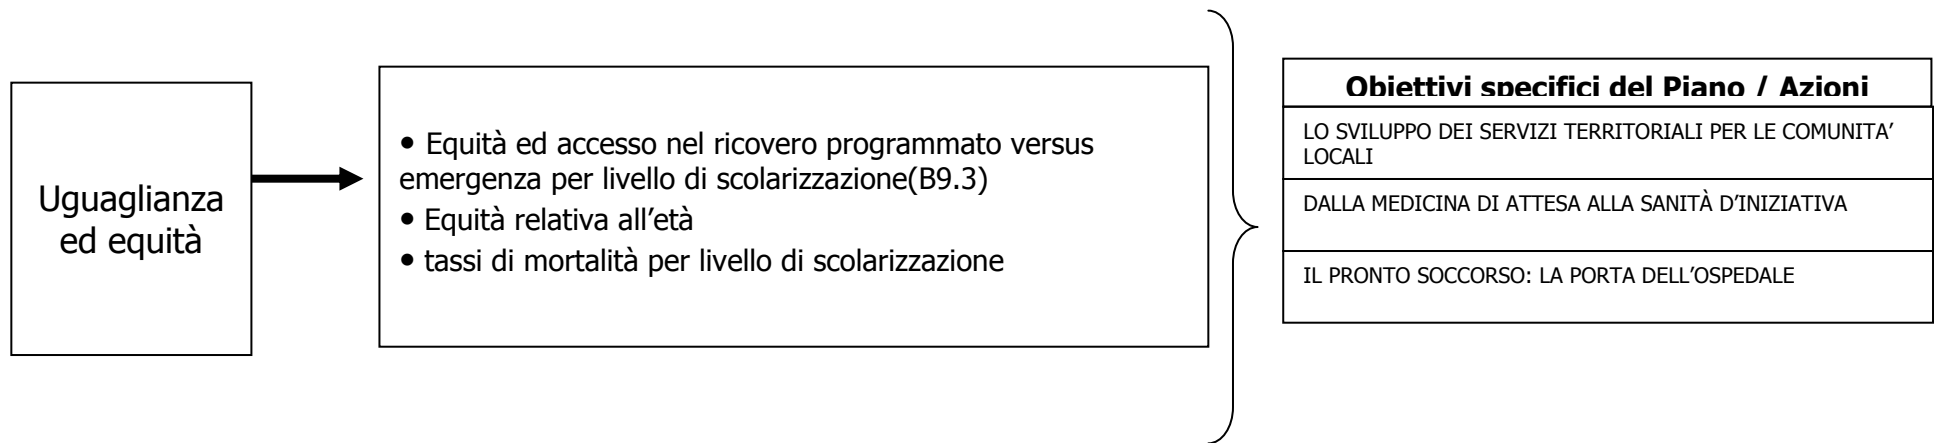 Uguaglianza
ed equità
• Equità ed accesso nel ricovero programmato versus
emergenza per livello di scolarizzazione(B9.3)
• Equità relativa all’età
• tassi di mortalità per livello di scolarizzazione
Obiettivi specifici del Piano / Azioni
LO SVILUPPO DEI SERVIZI TERRITORIALI PER LE COMUNITA’
LOCALI
DALLA MEDICINA DI ATTESA ALLA SANITÀ D’INIZIATIVA
IL PRONTO SOCCORSO: LA PORTA DELL’OSPEDALE